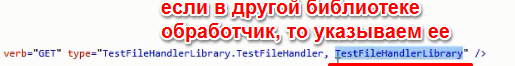 если в другой библиотеке
обработчик, то указываем ее
verb="GET" type="TestFileHandlerLibrary.TestFileHandler, TestFileHandlerLibrary" />